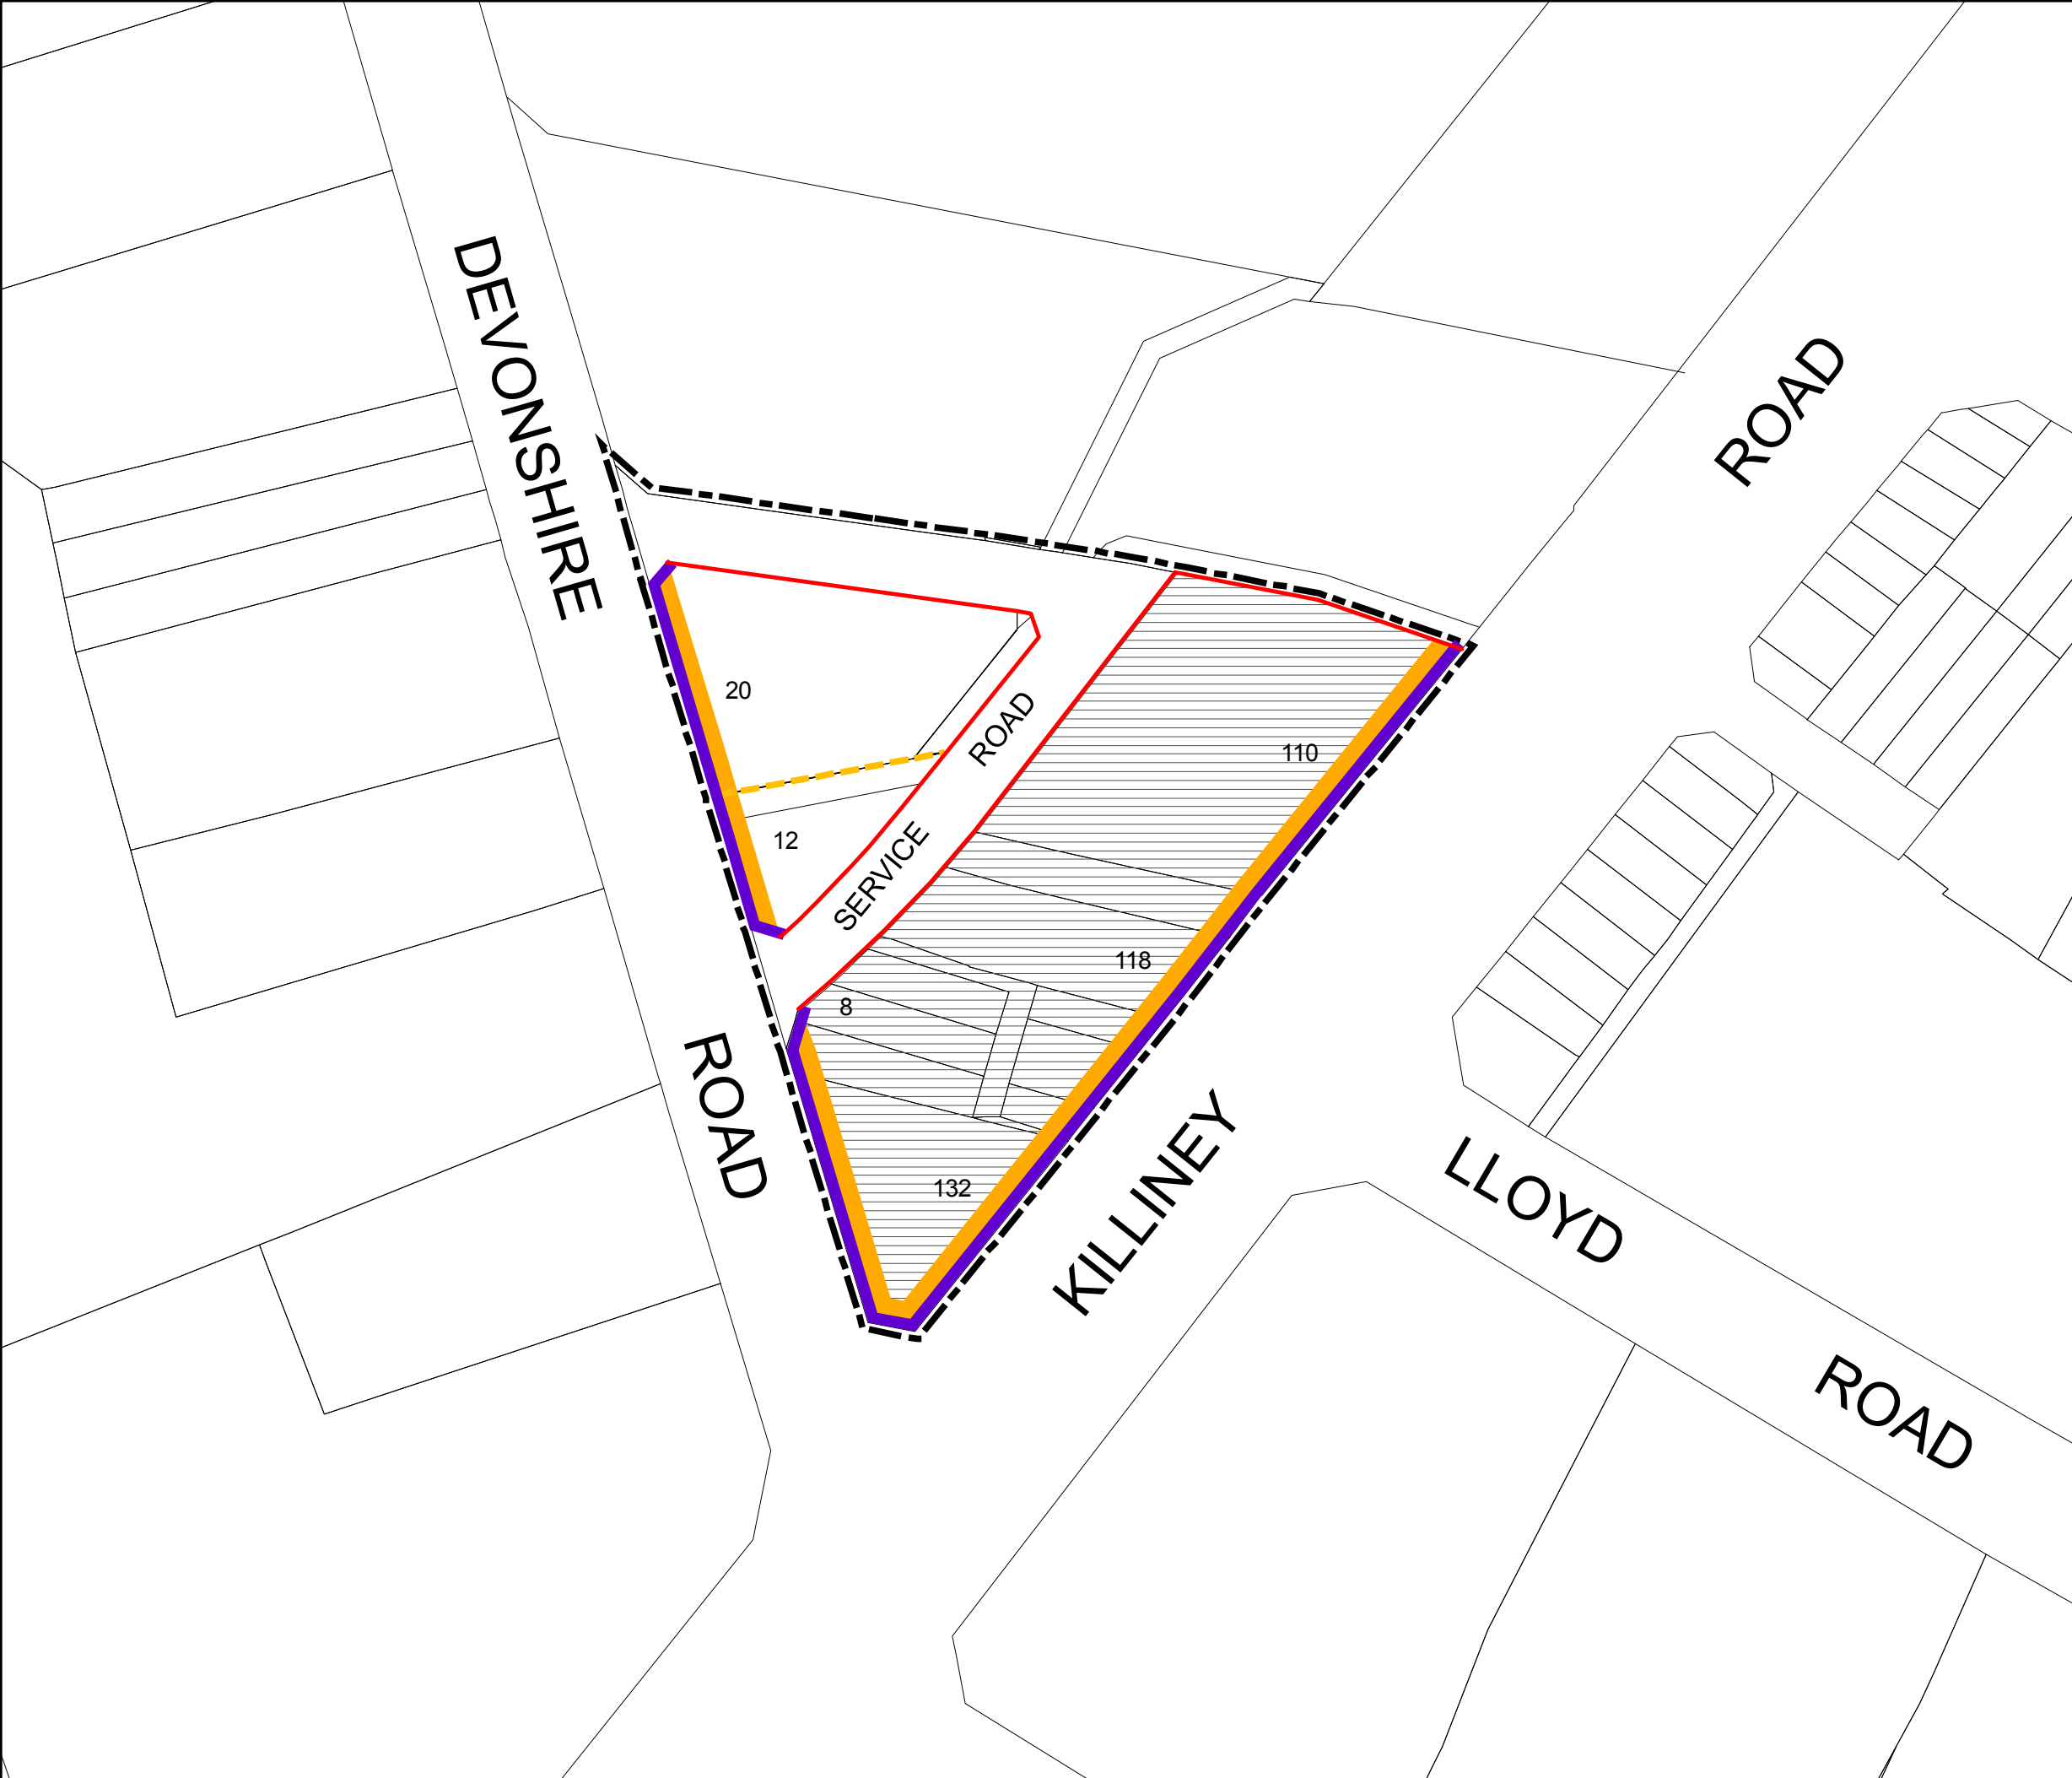 DEVONSHIRE
ROAD
20
ROAD
110
12
SERVICE
118
8
ROAD
132
KILLINEY
LLOYD
ROAD